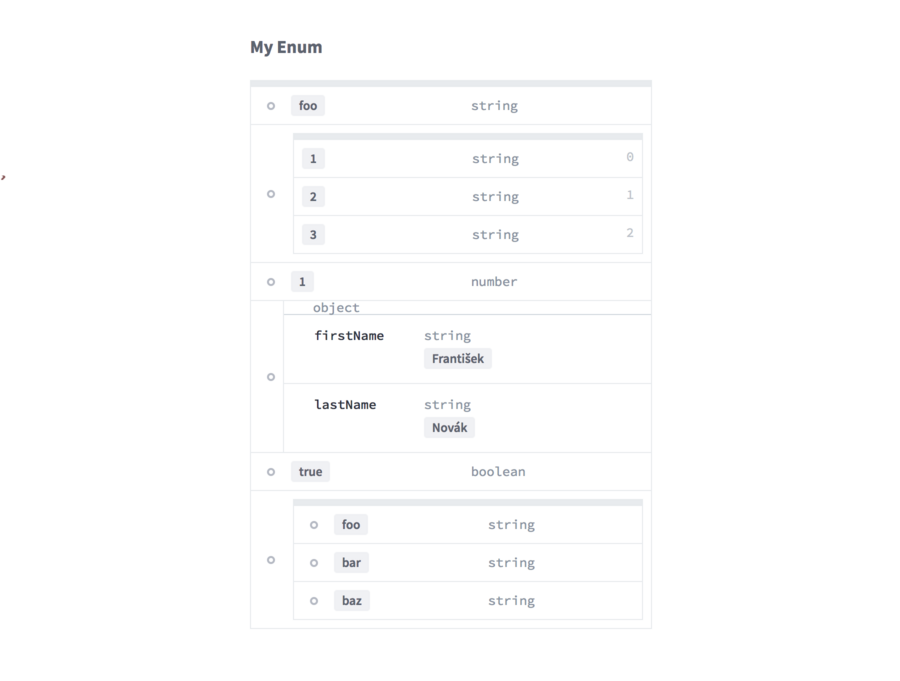 My Enum
foo string
1 string 0
,
2 string 1
3 string 2
1 number
object
firstName string
František
lastName string
Novák
true boolean
foo string
bar string
baz string